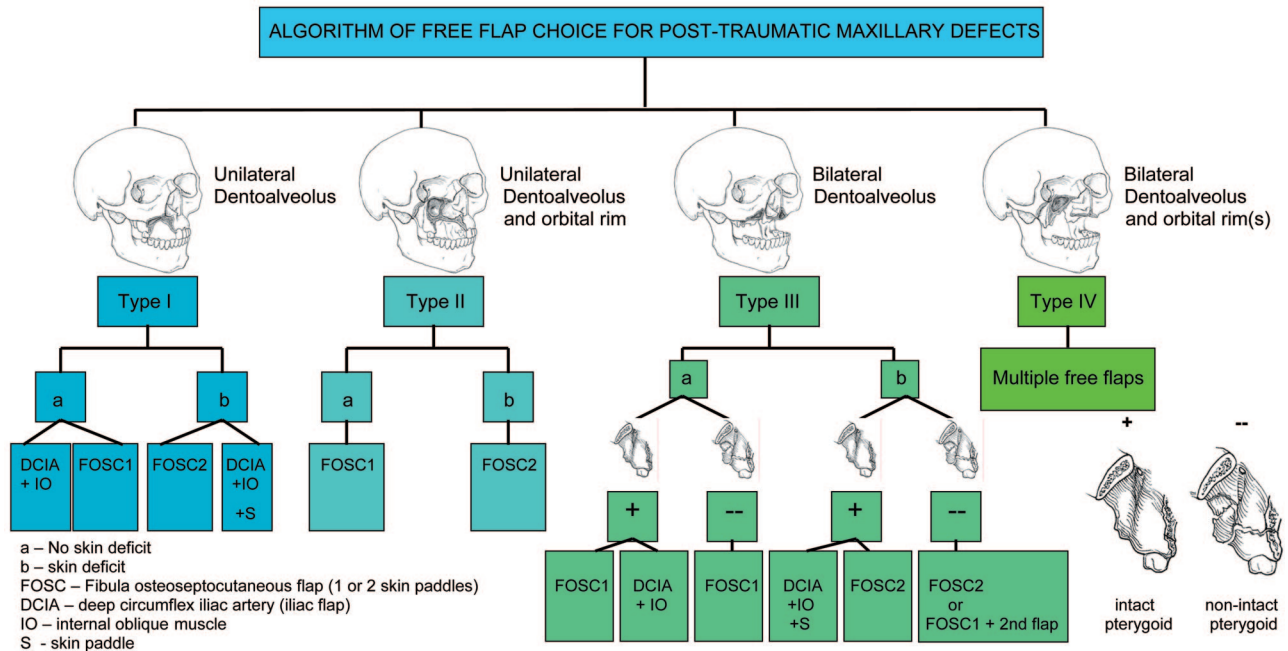 ALGORITHM OF FREE FLAP CHOICE FOR POST-TRAUMATIC MAXILLARY DEFECTS
Unilateral
Dentoalveolus
Unilateral
Dentoalveolus
and orbital rim
Bilateral
Dentoalveolus
Bilateral
Dentoalveolus
and orbital rim(s)
Type I
Type II
Type III
Type IV
a
b
a
b
a
b
Multiple free flaps
DCIA
+ IO
FOSC1
FOSC2
DCIA
+IO
+S
FOSC1
FOSC2
+
--
+
--
FOSC1
DCIA
+ IO
FOSC1
DCIA
+IO
+S
FOSC2
FOSC2
or
FOSC1 + 2nd flap
+
--
intact
pterygoid
non-intact
pterygoid
a – No skin deficit
b – skin deficit
FOSC – Fibula osteoseptocutaneous flap (1 or 2 skin paddles)
DCIA – deep circumflex iliac artery (iliac flap)
IO – internal oblique muscle
S - skin paddle